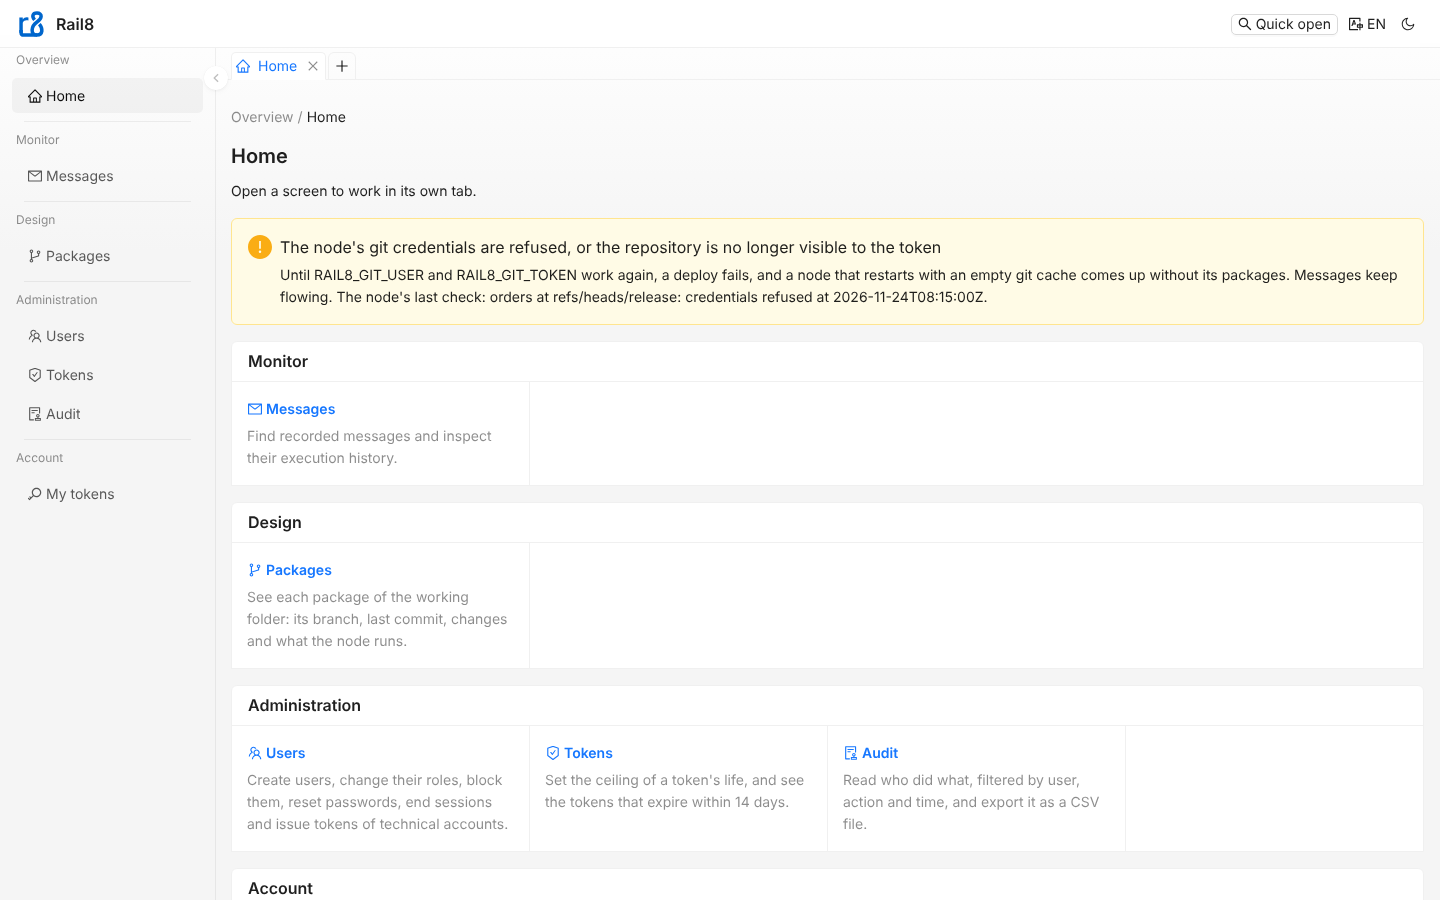 r8 Rail8
Quick open
EN
Overview
Home
Monitor
Messages
Design
Packages
Administration
Users
Tokens
Audit
Account
My tokens
Home
Overview / Home
Home
Open a screen to work in its own tab.
The node's git credentials are refused, or the repository is no longer visible to the token
Until RAIL8_GIT_USER and RAIL8_GIT_TOKEN work again, a deploy fails, and a node that restarts with an empty git cache comes up without its packages. Messages keep
flowing. The node's last check: orders at refs/heads/release: credentials refused at 2026-11-24T08:15:00Z.
Monitor
Messages
Find recorded messages and inspect
their execution history.
Design
Packages
See each package of the working
folder: its branch, last commit, changes
and what the node runs.
Administration
Users
Create users, change their roles, block
them, reset passwords, end sessions
and issue tokens of technical accounts.
Tokens
Set the ceiling of a token's life, and see
the tokens that expire within 14 days.
Audit
Read who did what, filtered by user,
action and time, and export it as a CSV
file.
Account